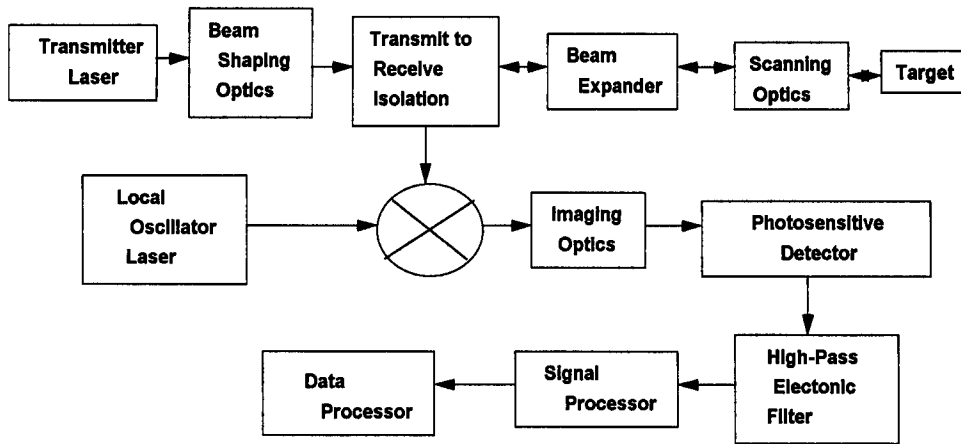 Transmitter
Laser
Beam
Shaping
Optics
Transmit to
Receive
Isolation
Beam
Expander
Scanning
Optics
Target
Local
Oscillator
Laser
Imaging
Optics
Photosensitive
Detector
Data
Processor
Signal
Processor
High-Pass
Electonic
Filter